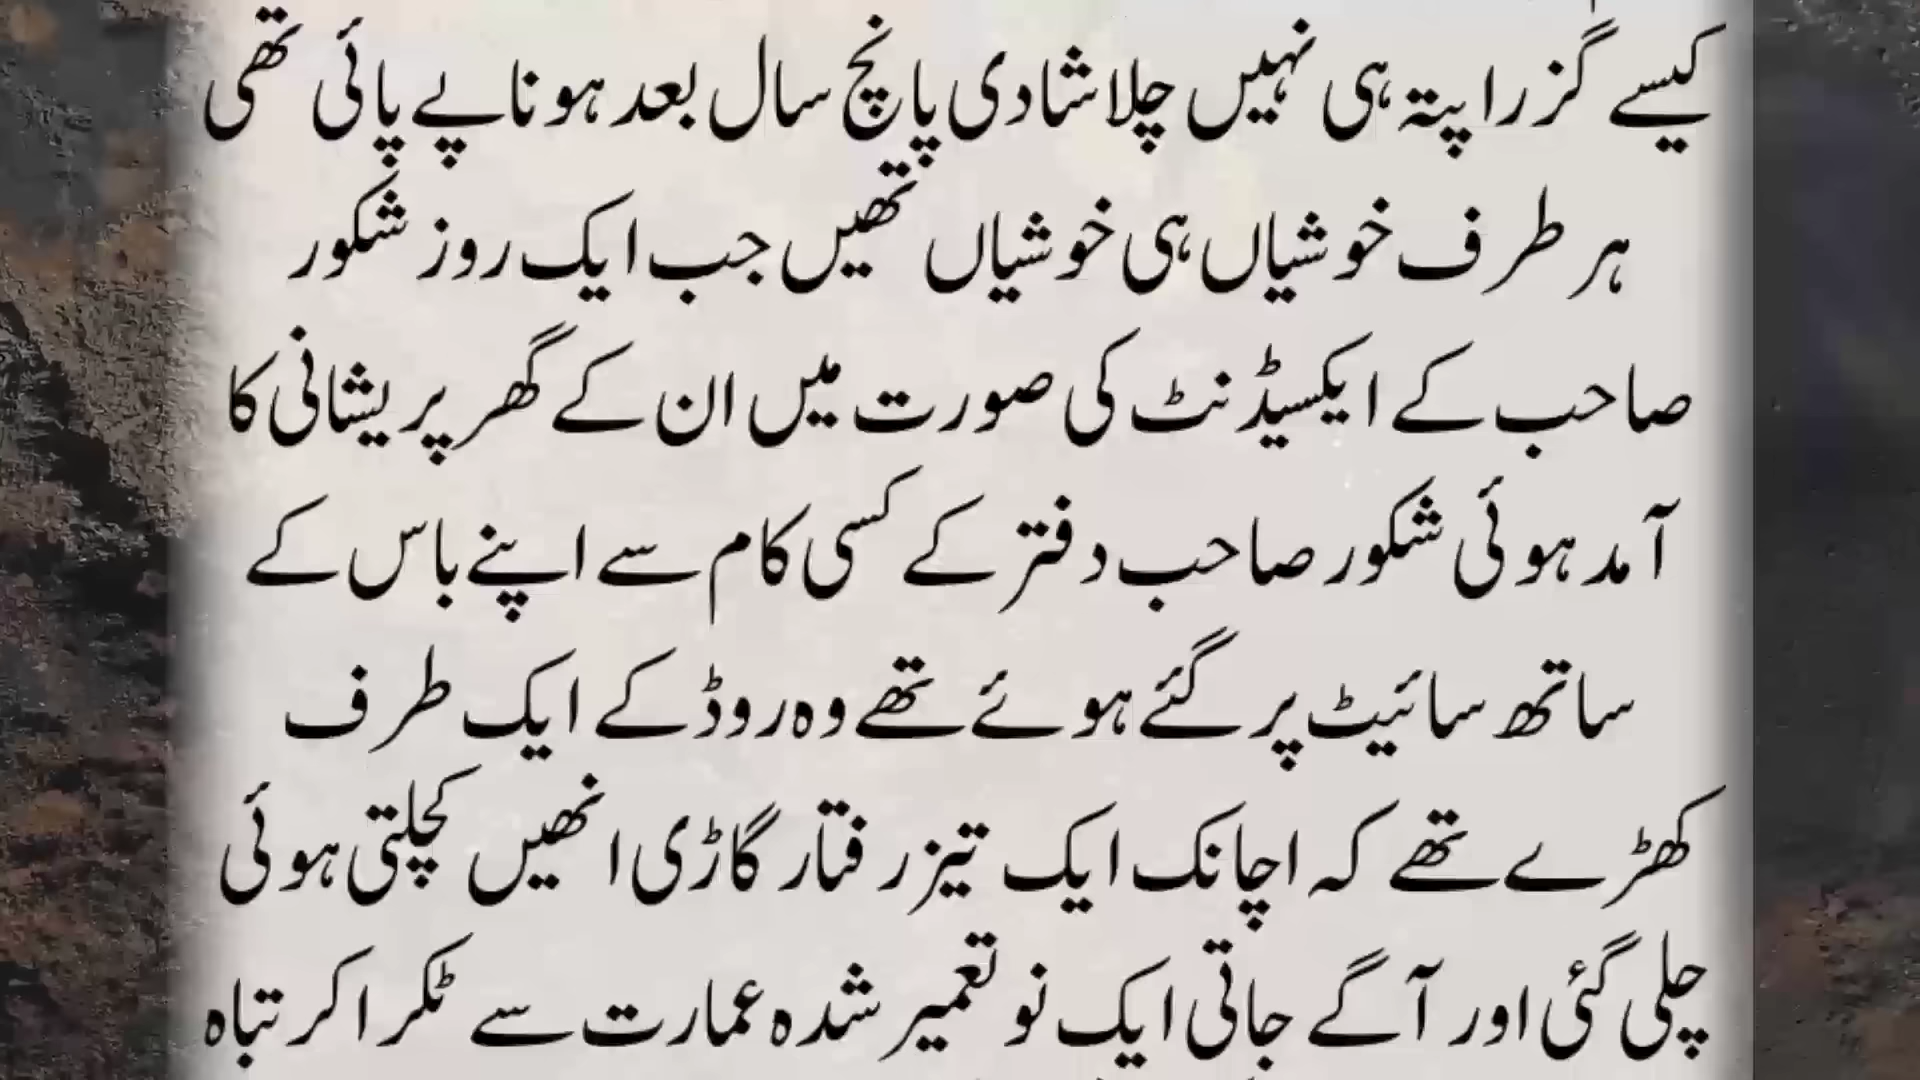 کیسے گزرا پتہ ہی نہیں چلا شادی پانچ سال بعد ہونا پے پائی تھی
ہر طرف خوشیاں ہی خوشیاں تھیں جب ایک روز شکور
صاحب کے ایکسیڈنٹ کی صورت میں ان کے گھر پریشانی کا
آمد ہوئی شکور صاحب دفتر کے کسی کام سے اپنے باس کے
ساتھ سائیٹ پر گئے ہوئے تھے وہ روڈ کے ایک طرف
کھڑے تھے کہ اچانک ایک تیز رفتار گاڑی انھیں کچلتی ہوئی
چلی گئی اور آگے جاتی ایک نو تعمیر شدہ عمارت سے ٹکرا کر تباہ